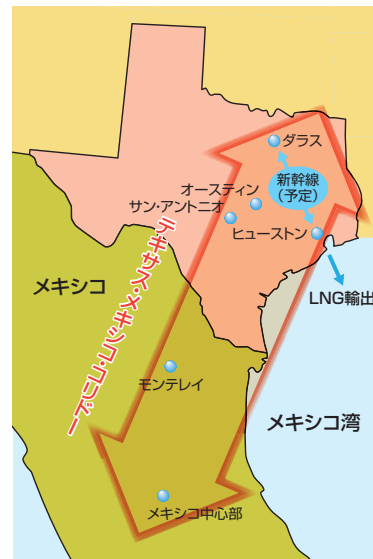 ダラス
新幹線
(予定)
オースティン
サン・アントニオ
ヒューストン
LNG輸出
メキシコ
テキサス・メキシコ・コリドー
モンテレイ
メキシコ湾
メキシコ中心部